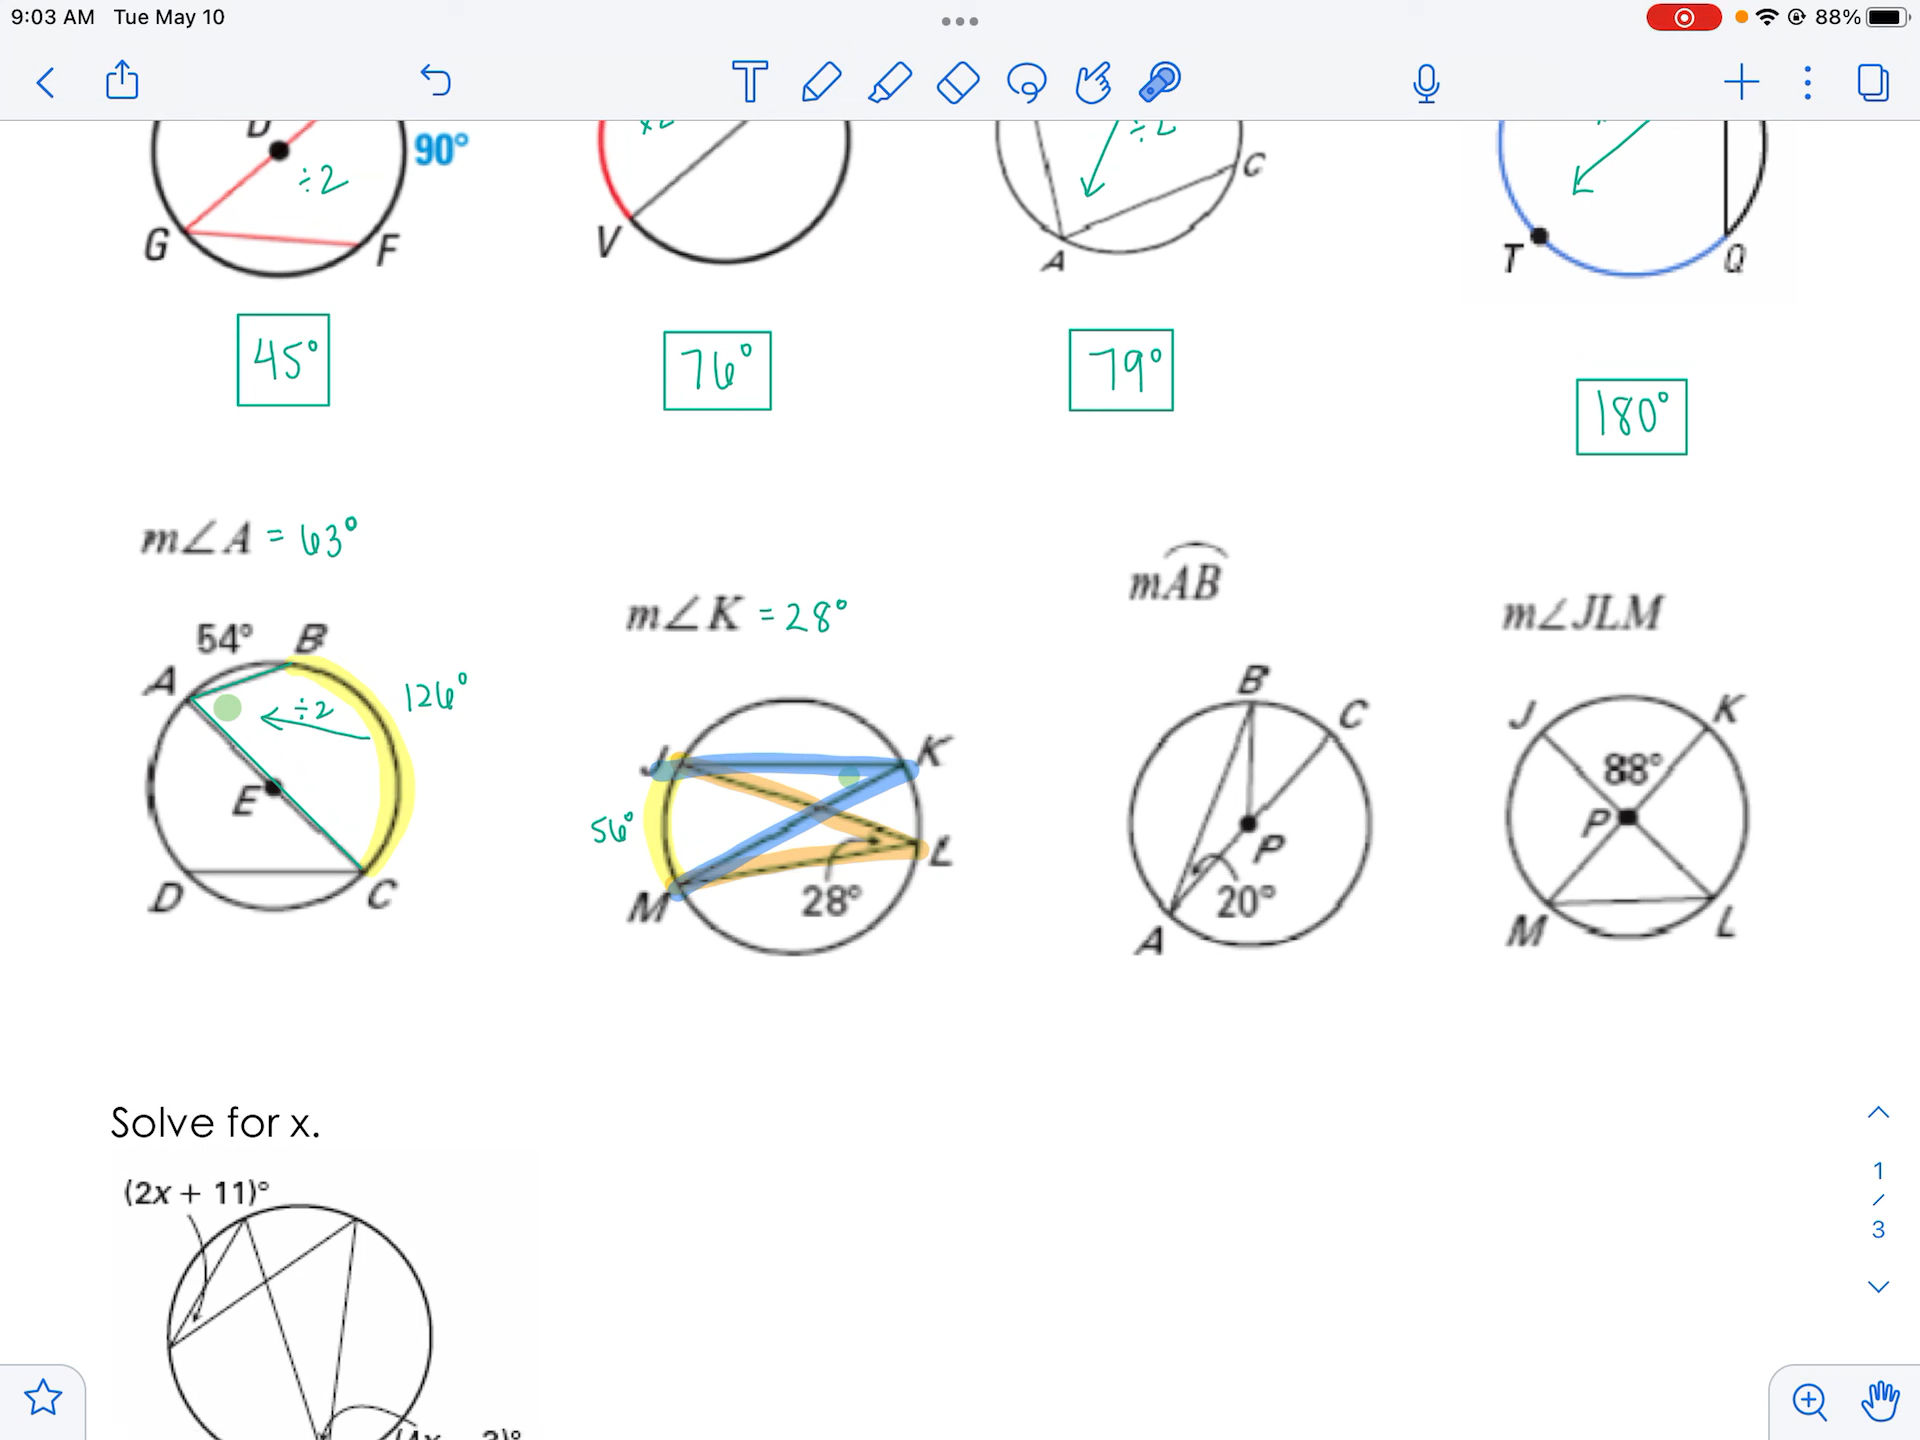 9:03 AM Tue May 10
88%
T
D
90°
÷2
G
F
V
÷2
C
A
T
Q
45°
76°
79°
180°
m∠A = 63°
m∠K = 28°
mAB
m∠JLM
54°
B
A
÷2
126°
E
D
C
J
K
56°
M
L
28°
B
C
P
20°
A
J
K
88°
P
M
L
Solve for x.
(2x + 11)°
1
/
3